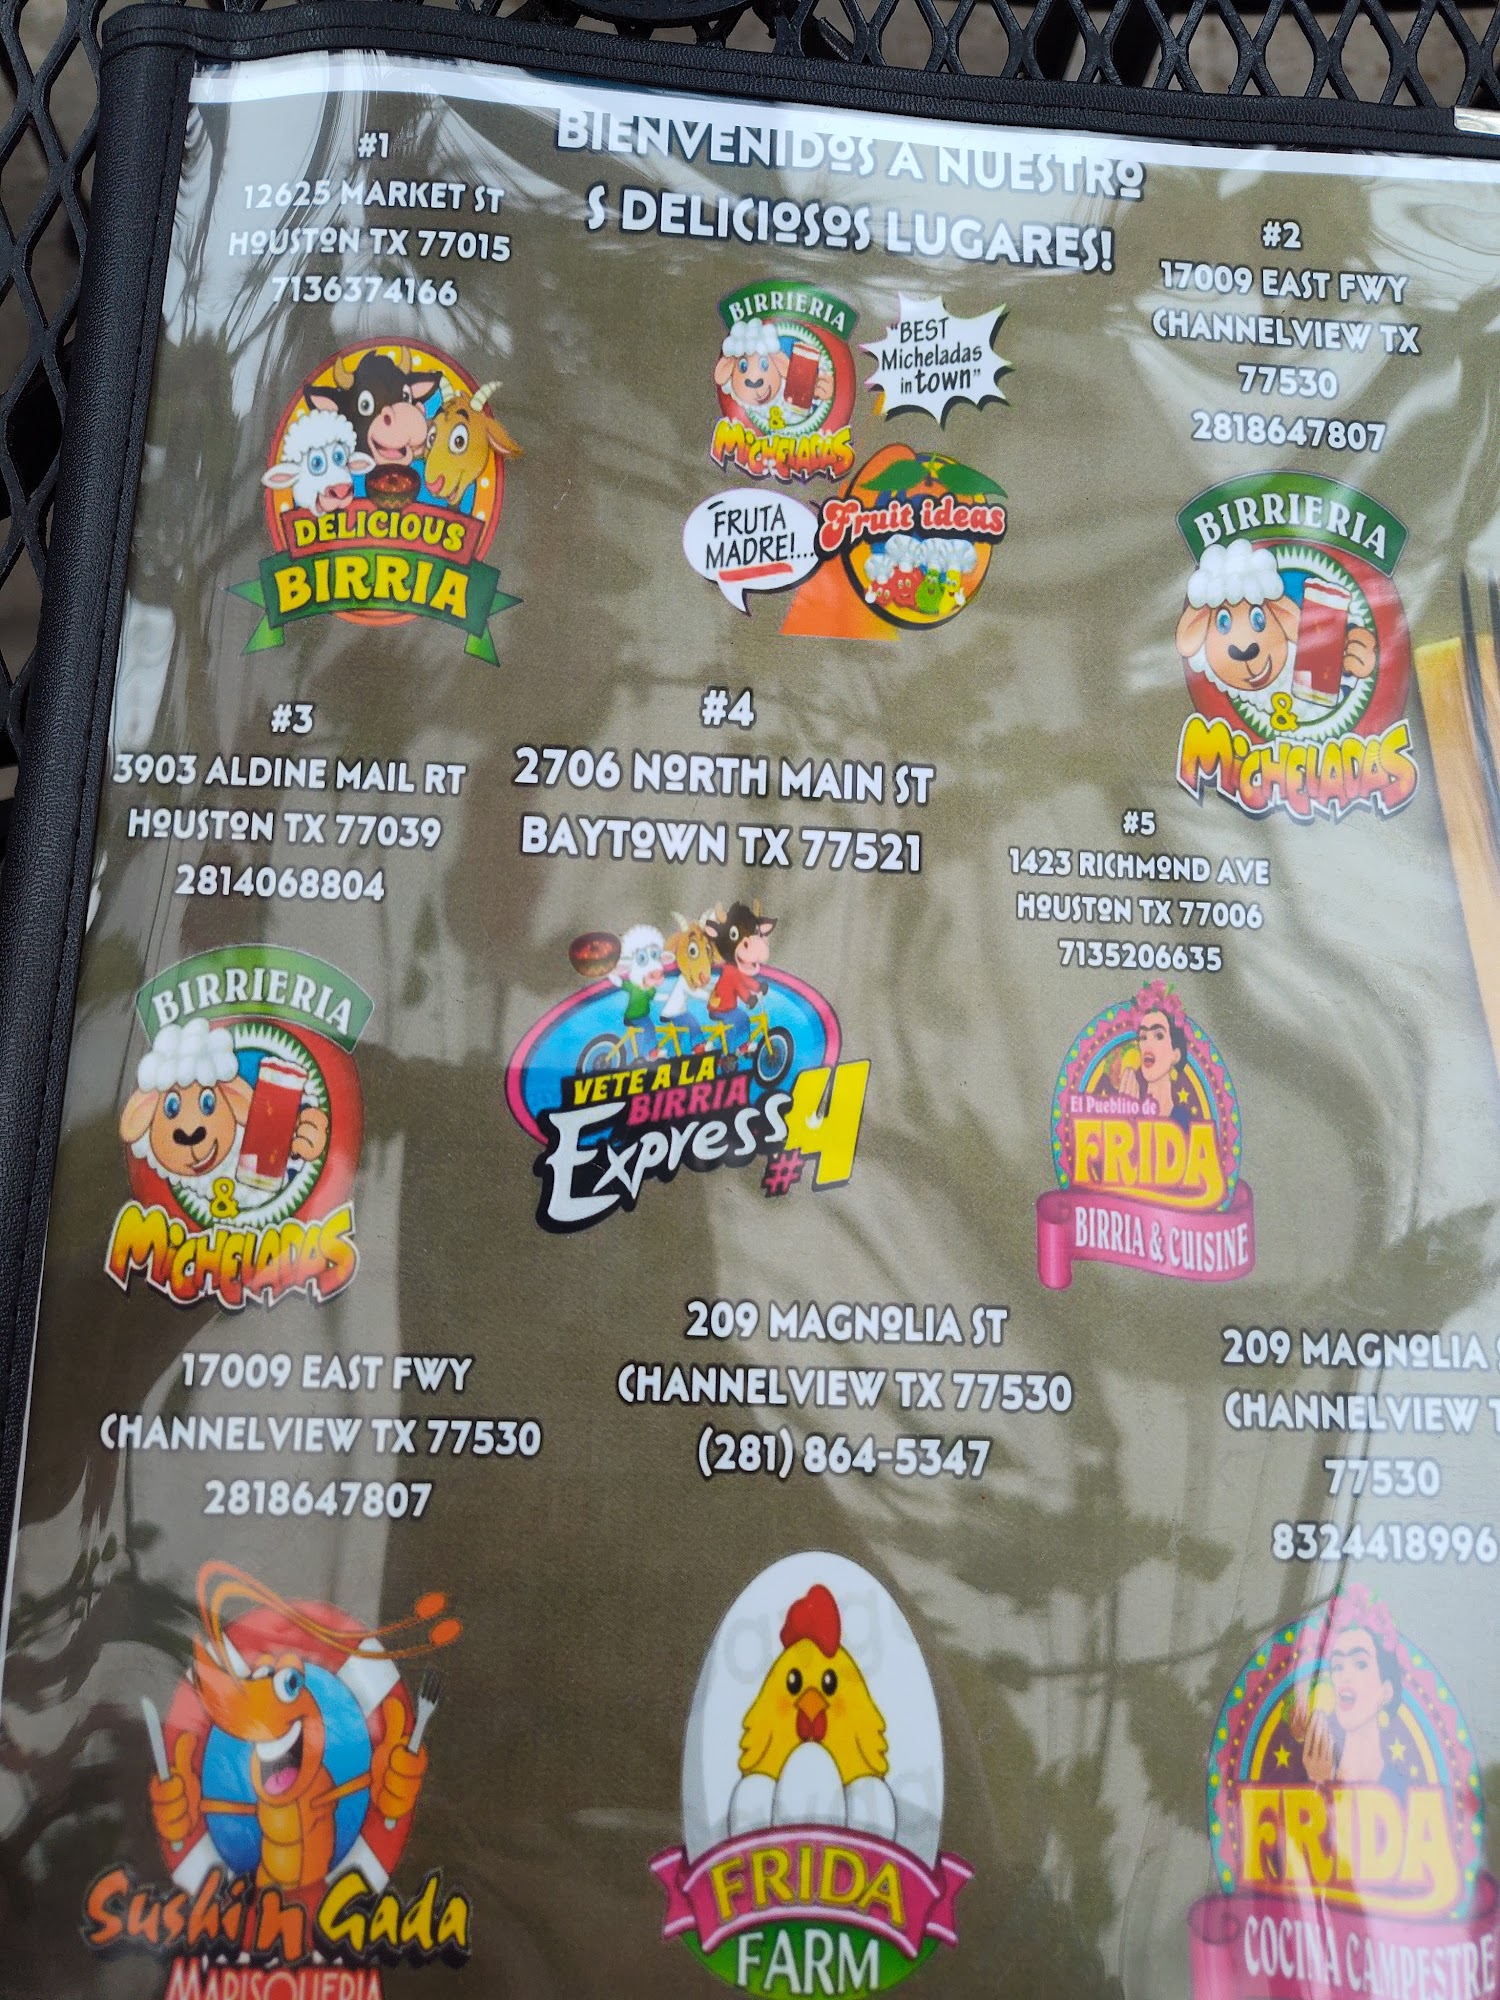 BIENVENIDOS A NUESTRO
S DELICIOSOS LUGARES!
#1
12625 MARKET ST
HOUSTON TX 77015
7136374166
DELICIOUS
BIRRIA
BIRRIERIA
&
MICHELADAS
"BEST
Micheladas
in town"
FRUTA
MADRE!...
Fruit ideas
#2
17009 EAST FWY
CHANNELVIEW TX
77530
2818647807
BIRRIERIA
&
MICHELADAS
#3
3903 ALDINE MAIL RT
HOUSTON TX 77039
2814068804
BIRRIERIA
&
MICHELADAS
#4
2706 NORTH MAIN ST
BAYTOWN TX 77521
VETE A LA
BIRRIA
EXPRESS
#4
#5
1423 RICHMOND AVE
HOUSTON TX 77006
7135206635
El Pueblito de
FRIDA
BIRRIA & CUISINE
17009 EAST FWY
CHANNELVIEW TX 77530
2818647807
Sushi'n Gada
MARISQUERIA
209 MAGNOLIA ST
CHANNELVIEW TX 77530
(281) 864-5347
FRIDA
FARM
209 MAGNOLIA S
CHANNELVIEW T
77530
8324418996
FRIDA
COCINA CAMPESTRE